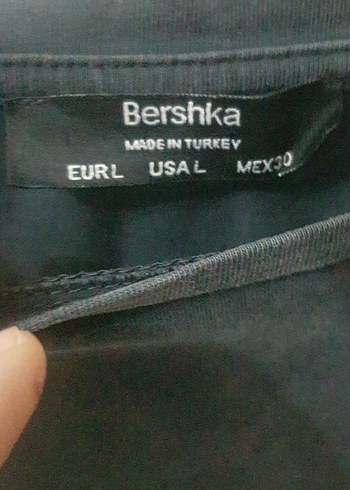 Bershka
MADE IN TURKEY
EUR L USA L MEX 30